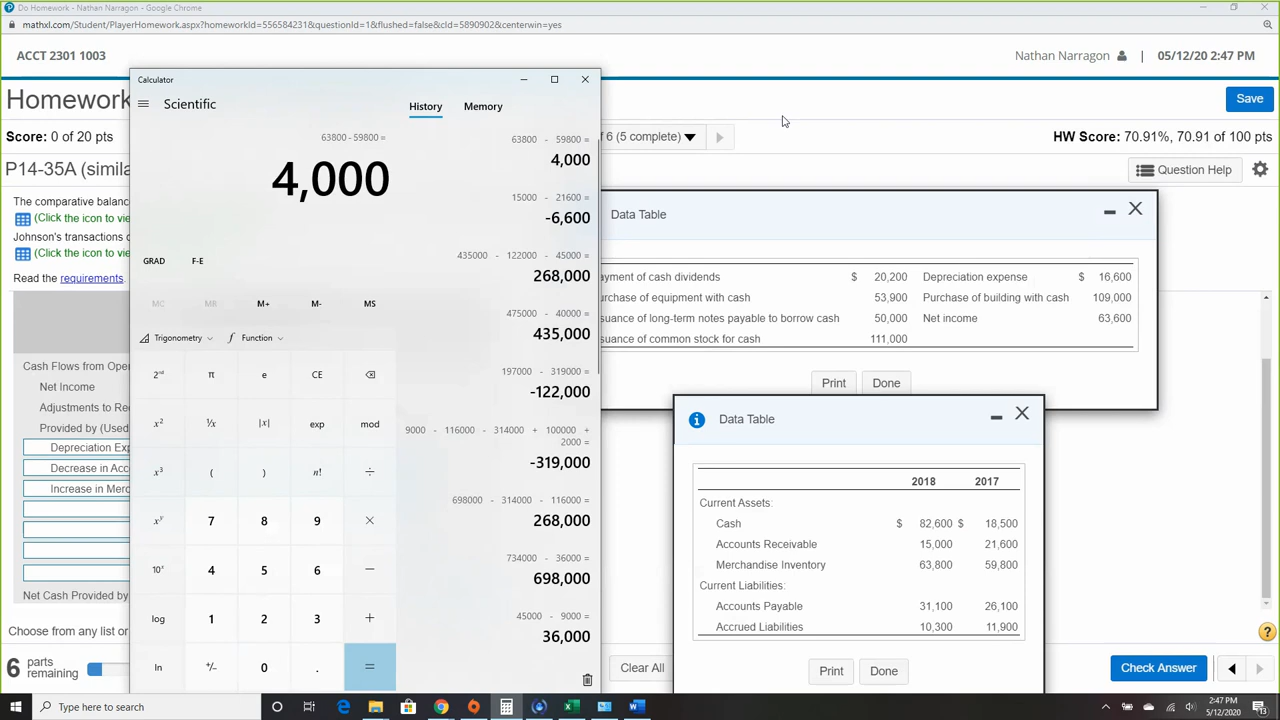 Do Homework - Nathan Narragon - Google Chrome
mathxl.com/Student/PlayerHomework.aspx?homeworkId=556584231&questionId=1&flushed=false&cId=5890902&centerwin=yes
ACCT 2301 1003
Nathan Narragon | 05/12/20 2:47 PM
Homework
Save
Score: 0 of 20 pts
of 6 (5 complete)
HW Score: 70.91%, 70.91 of 100 pts
P14-35A (simila
Question Help
The comparative balan
(Click the icon to vie
Johnson's transactions d
(Click the icon to vie
Read the requirements.
Cash Flows from Oper
Net Income
Adjustments to Re
Provided by (Used
Depreciation Exp
Decrease in Acc
Increase in Merc
Net Cash Provided by
Choose from any list or
6 parts
remaining
Clear All
Check Answer
Calculator
Scientific
History Memory
63800 - 59800 =
4,000
GRAD F-E
MC MR M+ M- MS
Trigonometry Function
2nd π e CE
x² ¹/x |x| exp mod
x³ ( ) n! ÷
xʸ 7 8 9 ×
10ˣ 4 5 6 −
log 1 2 3 +
ln +/- 0 . =
63800 - 59800 =
4,000
15000 - 21600 =
-6,600
435000 - 122000 - 45000 =
268,000
475000 - 40000 =
435,000
197000 - 319000 =
-122,000
9000 - 116000 - 314000 + 100000 +
2000 =
-319,000
698000 - 314000 - 116000 =
268,000
734000 - 36000 =
698,000
45000 - 9000 =
36,000
Data Table
ayment of cash dividends $ 20,200 Depreciation expense $ 16,600
urchase of equipment with cash 53,900 Purchase of building with cash 109,000
suance of long-term notes payable to borrow cash 50,000 Net income 63,600
suance of common stock for cash 111,000
Print Done
Data Table
2018 2017
Current Assets:
Cash $ 82,600 $ 18,500
Accounts Receivable 15,000 21,600
Merchandise Inventory 63,800 59,800
Current Liabilities:
Accounts Payable 31,100 26,100
Accrued Liabilities 10,300 11,900
Print Done
Type here to search
2:47 PM
5/12/2020